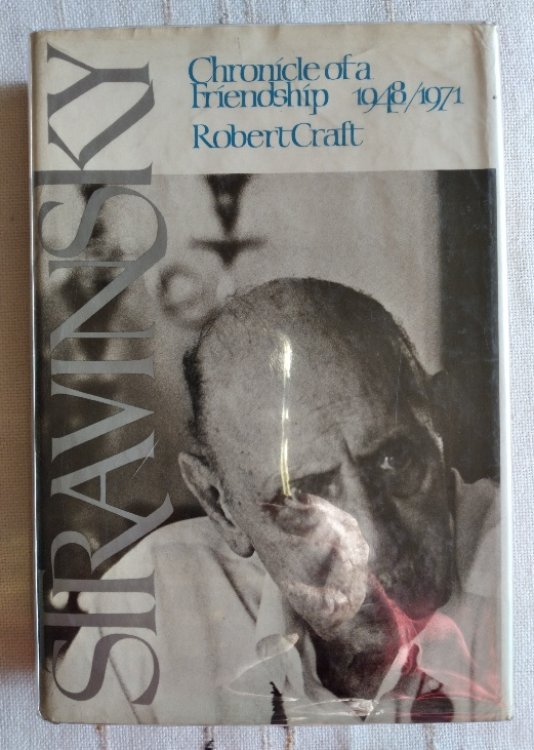 STRAVINSKY
Chronicle of a
Friendship 1948/1971
Robert Craft